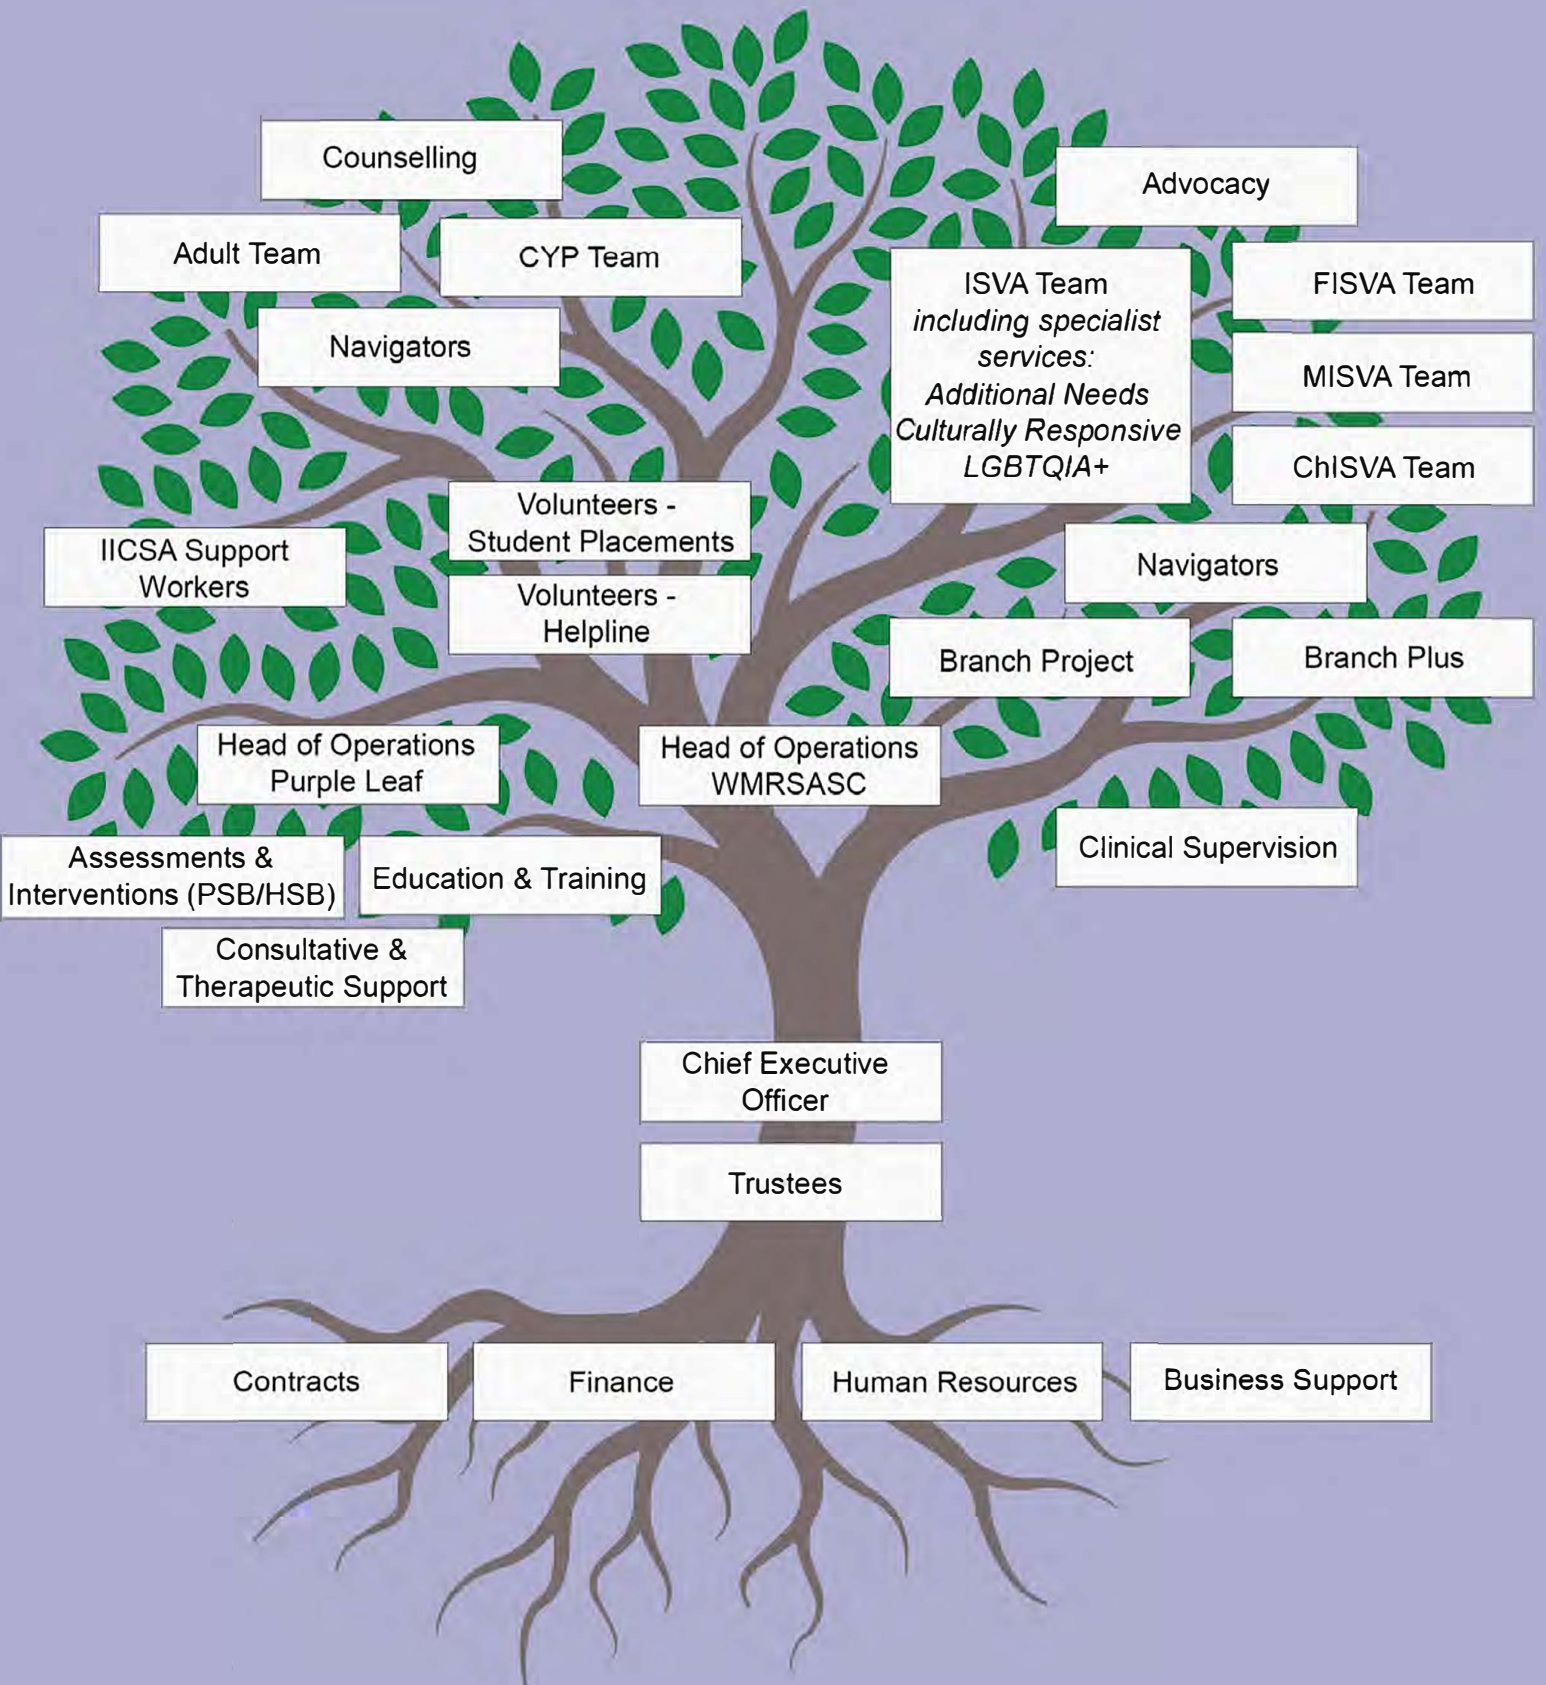 Counselling
Advocacy
Adult Team
CYP Team
Navigators
ISVA Team
including specialist
services:
Additional Needs
Culturally Responsive
LGBTQIA+
FISVA Team
MISVA Team
ChISVA Team
Volunteers -
Student Placements
IICSA Support
Workers
Navigators
Volunteers -
Helpline
Branch Project
Branch Plus
Head of Operations
Purple Leaf
Head of Operations
WMRSASC
Assessments &
Interventions (PSB/HSB)
Education & Training
Clinical Supervision
Consultative &
Therapeutic Support
Chief Executive
Officer
Trustees
Contracts
Finance
Human Resources
Business Support